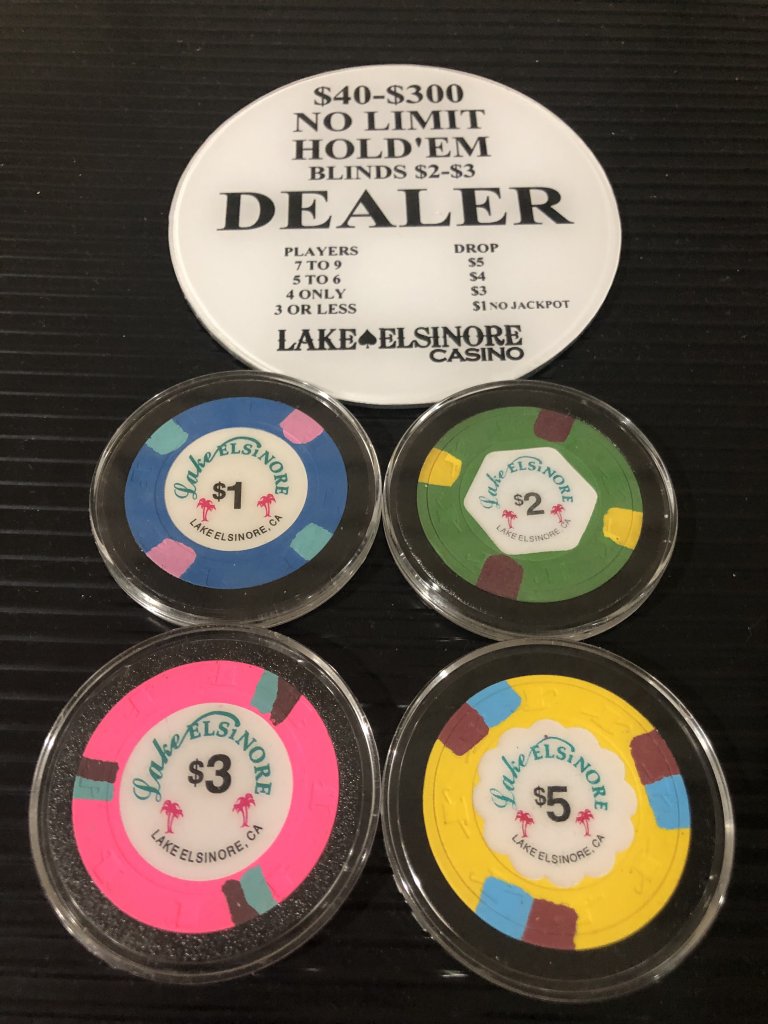 $40-$300
NO LIMIT
HOLD'EM
BLINDS $2-$3
DEALER
PLAYERS DROP
7 TO 9 $5
5 TO 6 $4
4 ONLY $3
3 OR LESS $1 NO JACKPOT
LAKE♠ELSINORE
CASINO
Lake ELSiNORE
$1
LAKE ELSINORE, CA
Lake ELSiNORE
$2
LAKE ELSINORE, CA
Lake ELSiNORE
$3
LAKE ELSINORE, CA
Lake ELSiNORE
$5
LAKE ELSINORE, CA